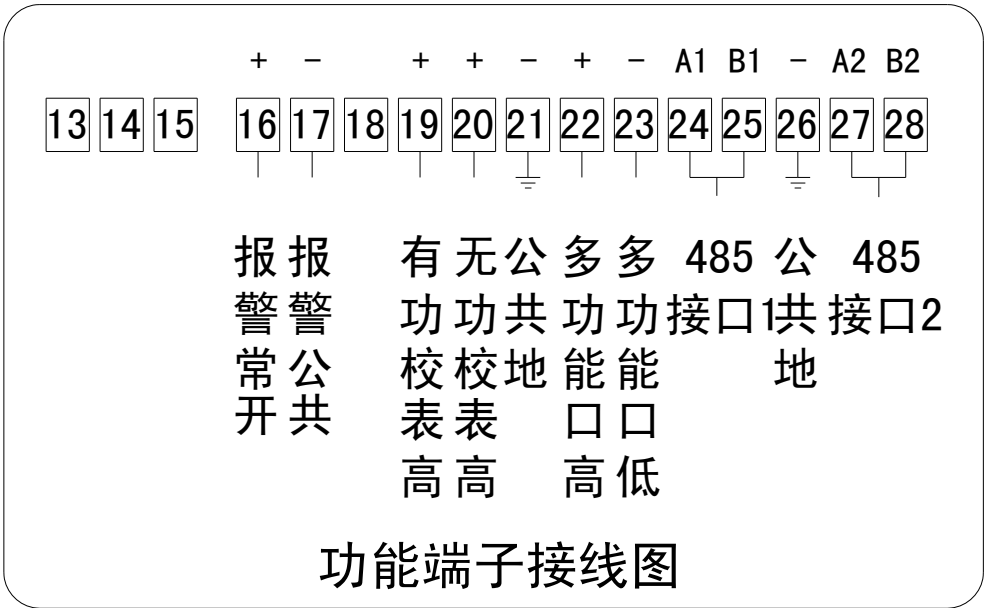 + − + + − + − A1 B1 − A2 B2
13 14 15 16 17 18 19 20 21 22 23 24 25 26 27 28
报警常开
报警公共
有功校表高
无功校表高
公共地
多功能口高
多功能口低
485
接口1
公共地
485
接口2
功能端子接线图